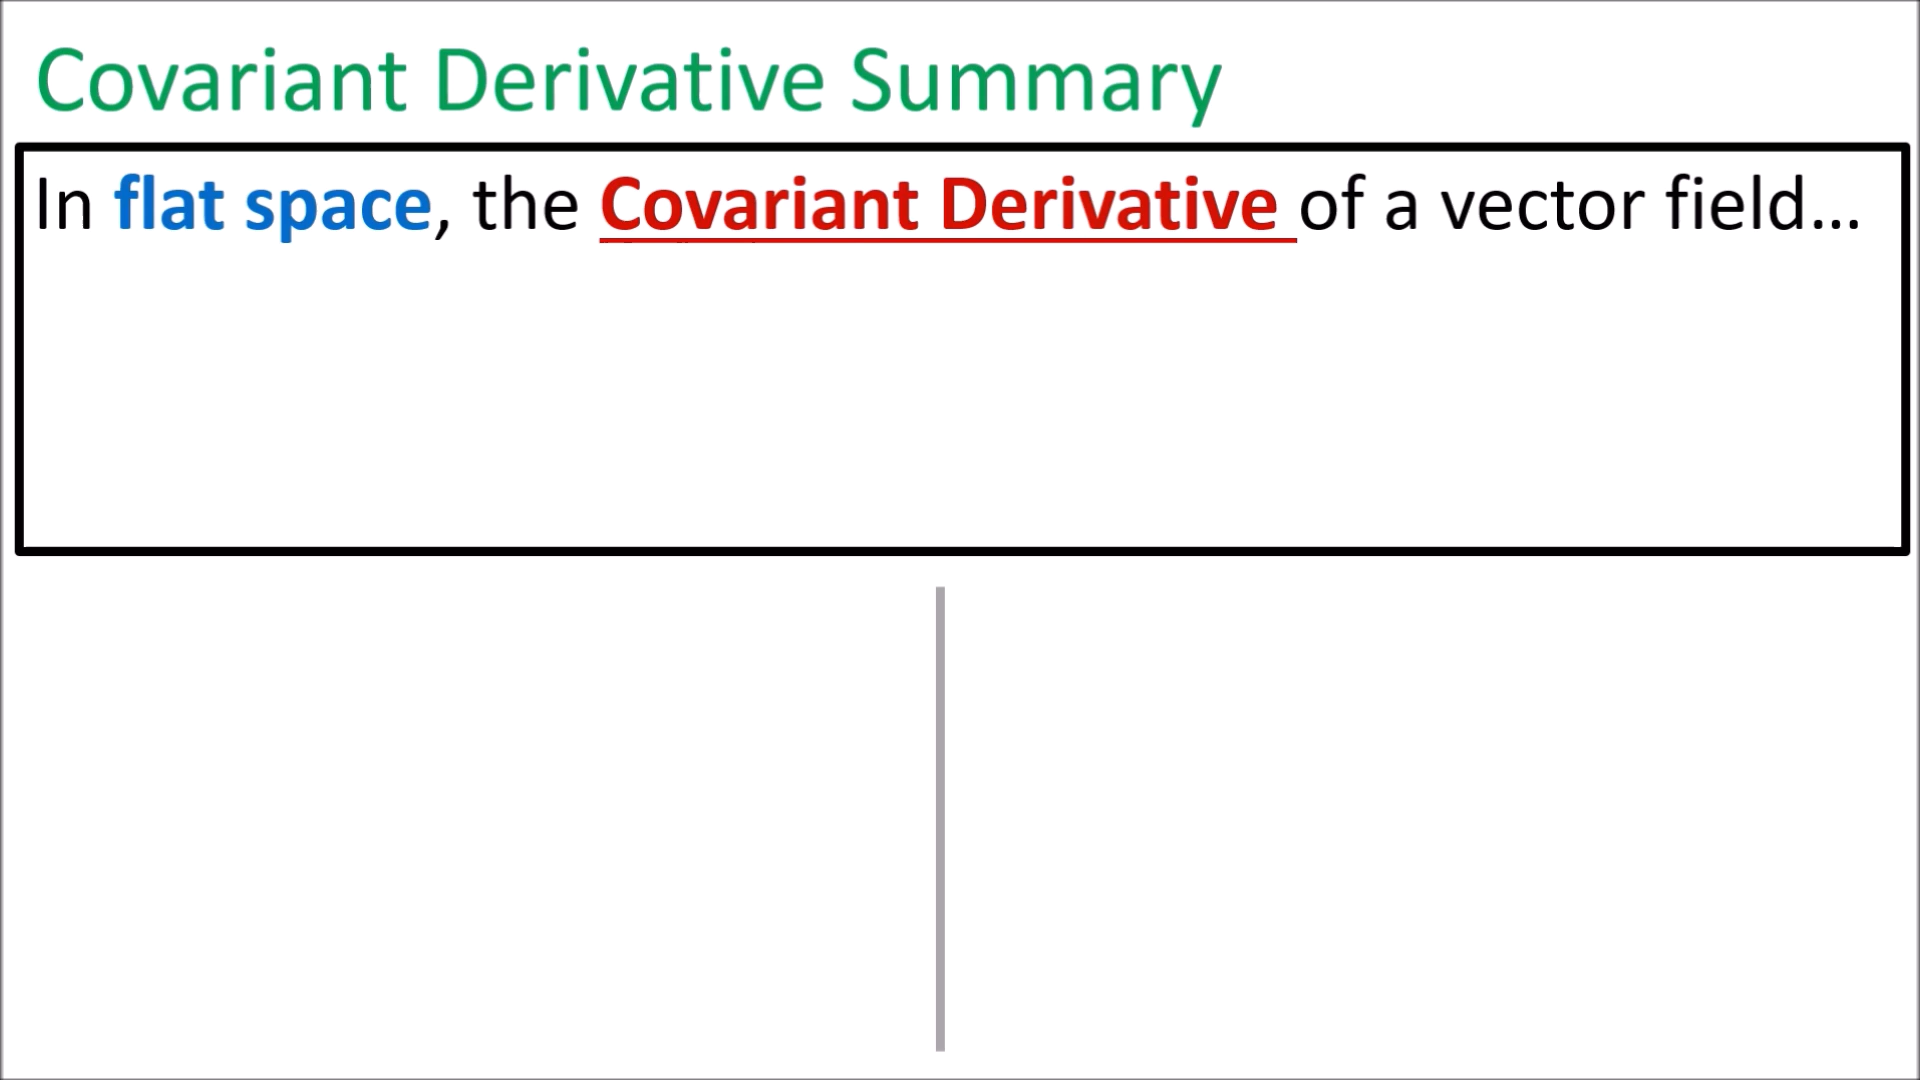 Covariant Derivative Summary
In flat space, the Covariant Derivative of a vector field...